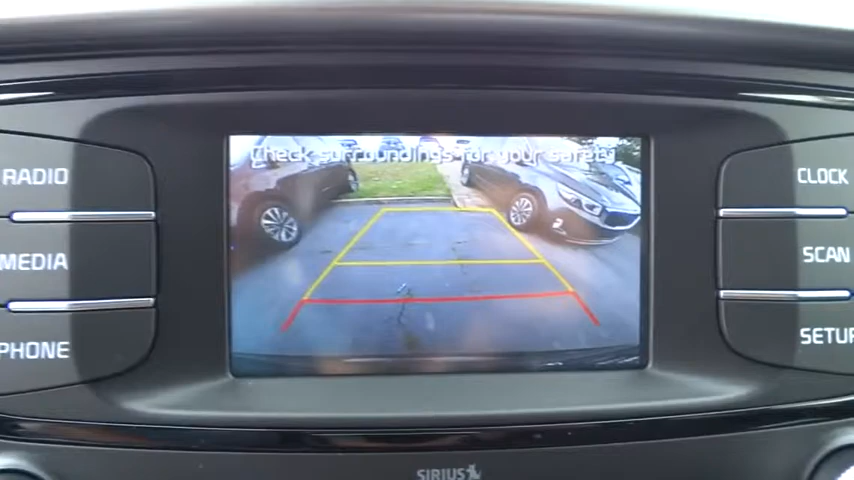 Check surroundings for your safety
RADIO
MEDIA
PHONE
CLOCK
SCAN
SETUP
SIRIUS